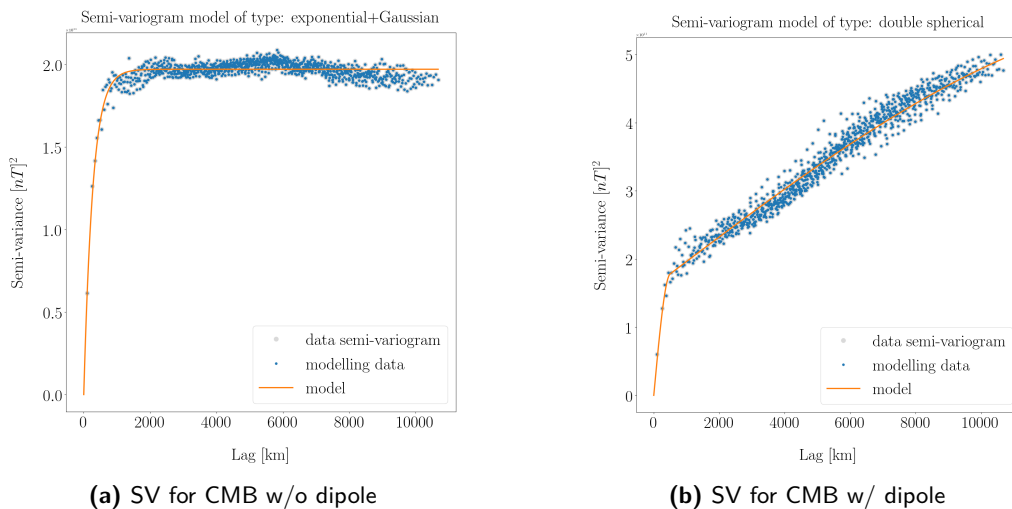 Semi-variogram model of type: exponential+Gaussian
Semi-variance [nT]²
2.0
1.5
1.0
0.5
0.0
data semi-variogram
modelling data
model
0 2000 4000 6000 8000 10000
Lag [km]
(a) SV for CMB w/o dipole
Semi-variogram model of type: double spherical
Semi-variance [nT]²
5
4
3
2
1
0
data semi-variogram
modelling data
model
0 2000 4000 6000 8000 10000
Lag [km]
(b) SV for CMB w/ dipole